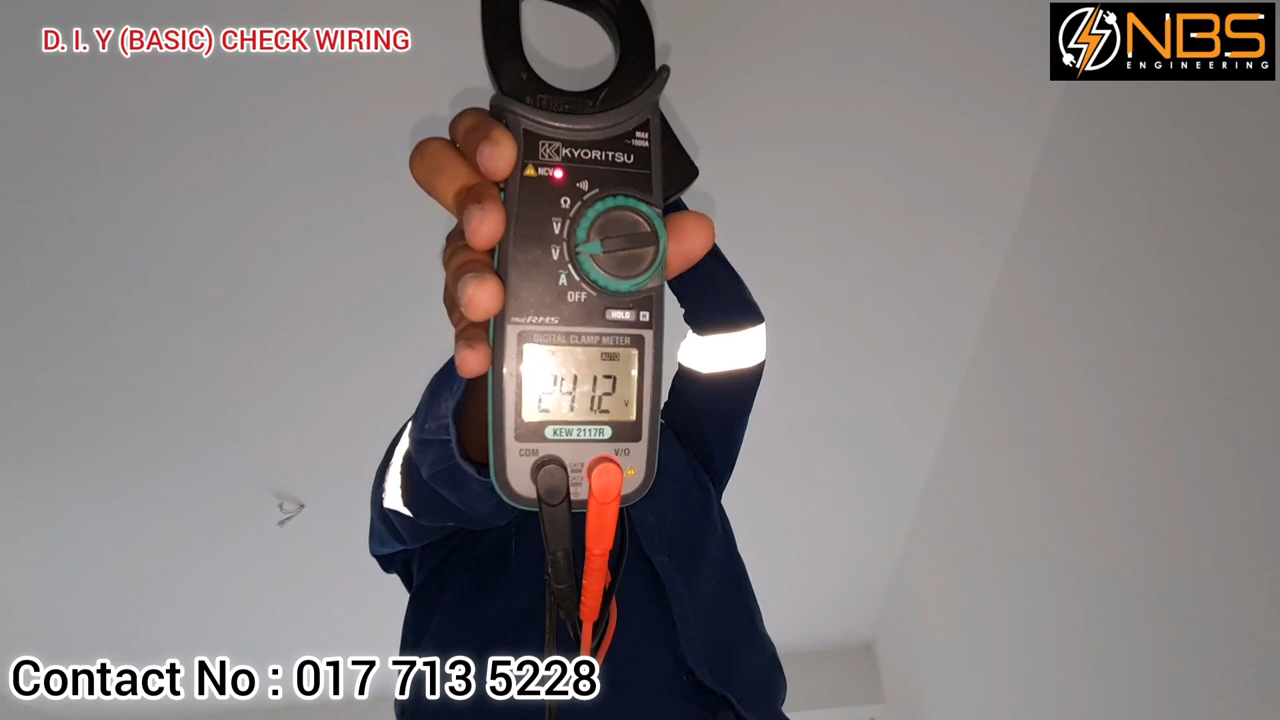 D. I. Y (BASIC) CHECK WIRING
NBS
ENGINEERING
MAX
~1000A
KYORITSU
NCV
Ω
V
V
A
OFF
TRUE RMS
HOLD H
DIGITAL CLAMP METER
AUTO
241.2 V
KEW 2117R
COM V/Ω
Contact No : 017 713 5228